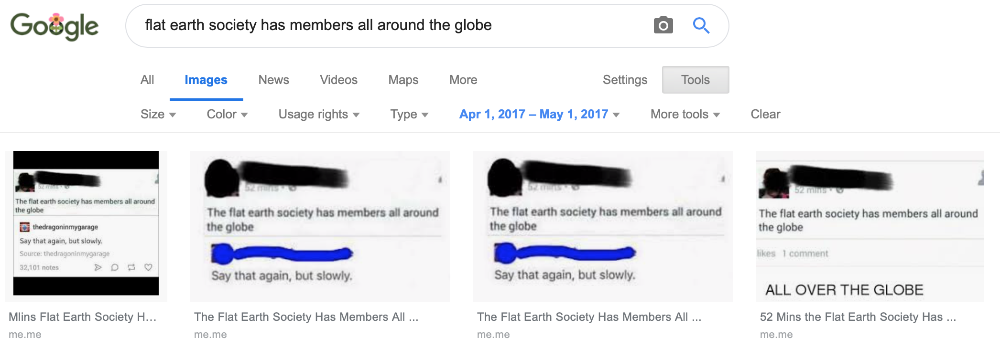 Google
flat earth society has members all around the globe
All Images News Videos Maps More Settings Tools
Size Color Usage rights Type Apr 1, 2017 – May 1, 2017 More tools Clear
52 mins
The flat earth society has members all around
the globe
thedragoninmygarage
Say that again, but slowly.
Source: thedragoninmygarage
32,101 notes
Mlins Flat Earth Society H...
me.me
52 mins
The flat earth society has members all around
the globe
Say that again, but slowly.
The Flat Earth Society Has Members All ...
me.me
52 mins
The flat earth society has members all around
the globe
Say that again, but slowly.
The Flat Earth Society Has Members All ...
me.me
52 mins
The flat earth society has members all around
the globe
likes 1 comment
ALL OVER THE GLOBE
52 Mins the Flat Earth Society Has ...
me.me